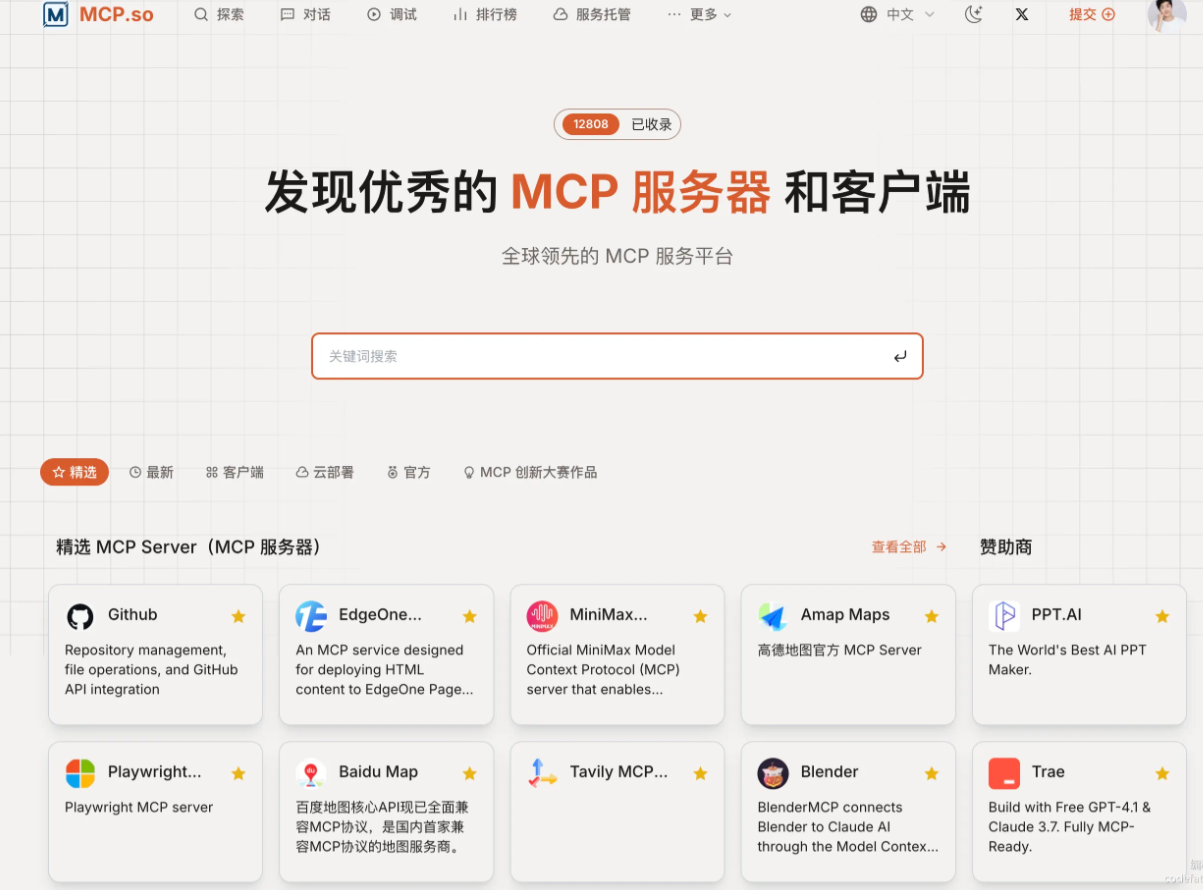 MCP.so
探索
对话
调试
排行榜
服务托管
··· 更多
中文
X
提交
12808 已收录
发现优秀的 MCP 服务器 和客户端
全球领先的 MCP 服务平台
关键词搜索
精选
最新
客户端
云部署
官方
MCP 创新大赛作品
精选 MCP Server（MCP 服务器）
查看全部 →
赞助商
Github
Repository management,
file operations, and GitHub
API integration
EdgeOne...
An MCP service designed
for deploying HTML
content to EdgeOne Page...
MINIMAX
MiniMax...
Official MiniMax Model
Context Protocol (MCP)
server that enables...
Amap Maps
高德地图官方 MCP Server
PPT.AI
The World's Best AI PPT
Maker.
Playwright...
Playwright MCP server
du
Baidu Map
百度地图核心API现已全面兼
容MCP协议，是国内首家兼
容MCP协议的地图服务商。
Tavily MCP...
Blender
BlenderMCP connects
Blender to Claude AI
through the Model Contex...
Trae
Build with Free GPT-4.1 &
Claude 3.7. Fully MCP-
Ready.